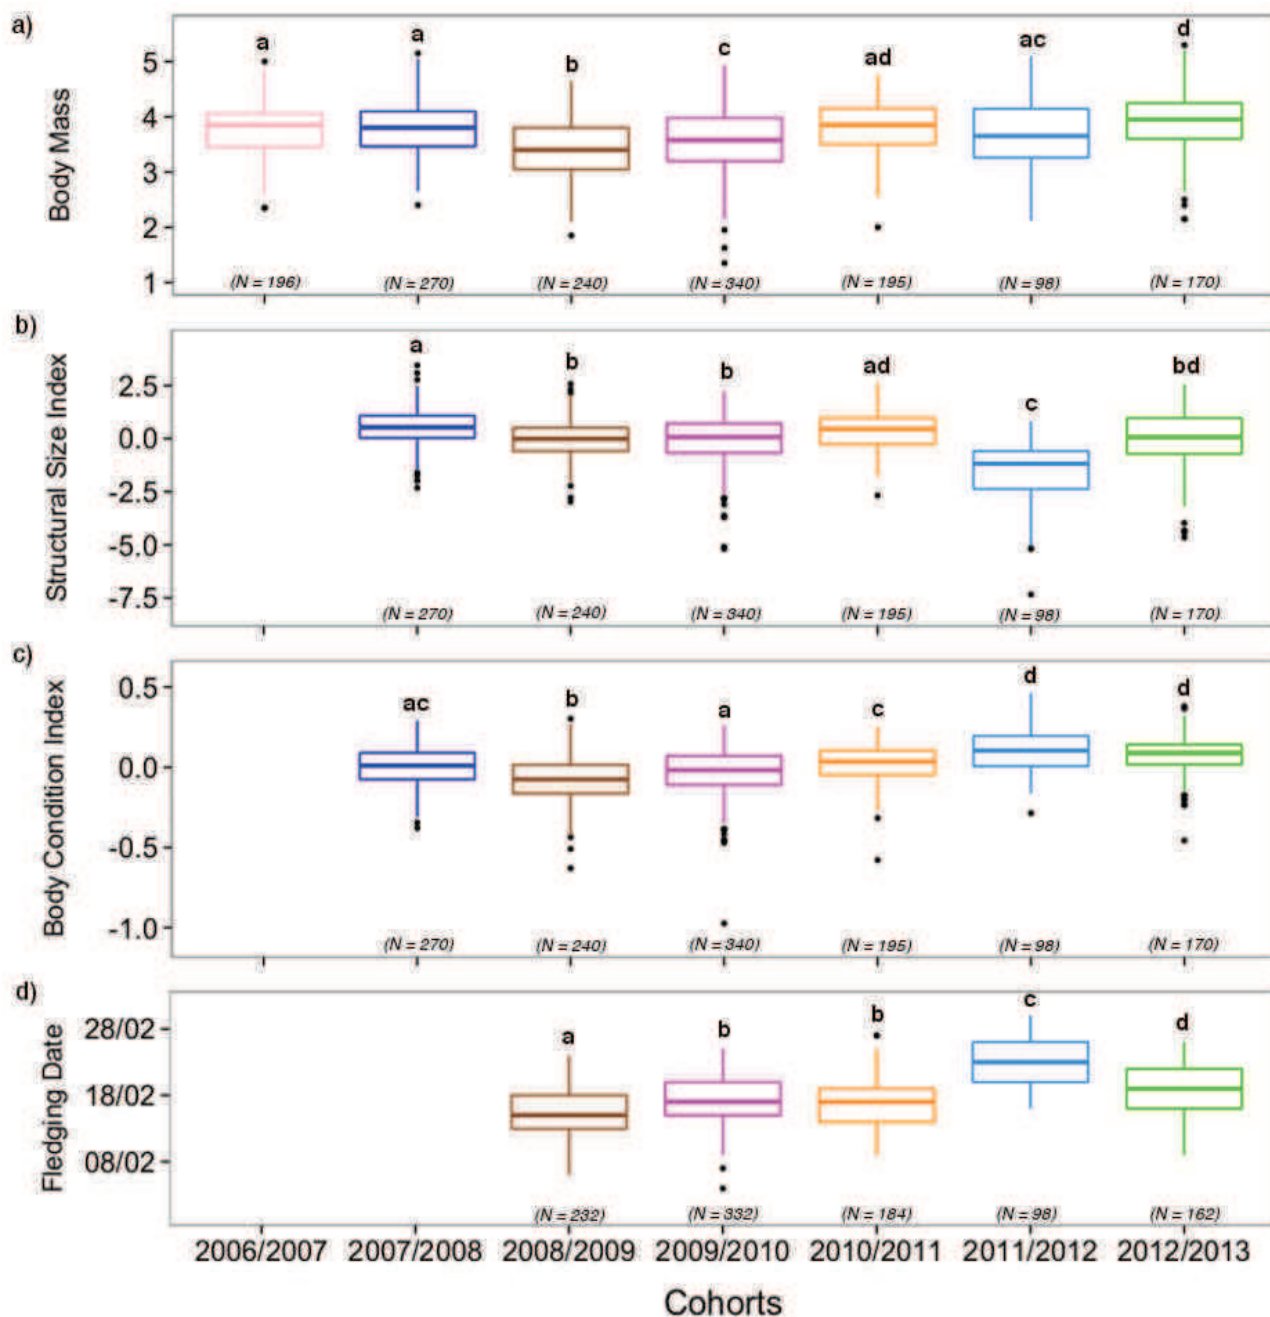 a)
Body Mass
5
4
3
2
1
a a b c ad ac d
(N = 196) (N = 270) (N = 240) (N = 340) (N = 195) (N = 98) (N = 170)
b)
Structural Size Index
2.5
0.0
-2.5
-5.0
-7.5
a b b ad c bd
(N = 270) (N = 240) (N = 340) (N = 195) (N = 98) (N = 170)
c)
Body Condition Index
0.5
0.0
-0.5
-1.0
ac b a c d d
(N = 270) (N = 240) (N = 340) (N = 195) (N = 98) (N = 170)
d)
Fledging Date
28/02
18/02
08/02
a b b c d
(N = 232) (N = 332) (N = 184) (N = 98) (N = 162)
2006/2007 2007/2008 2008/2009 2009/2010 2010/2011 2011/2012 2012/2013
Cohorts